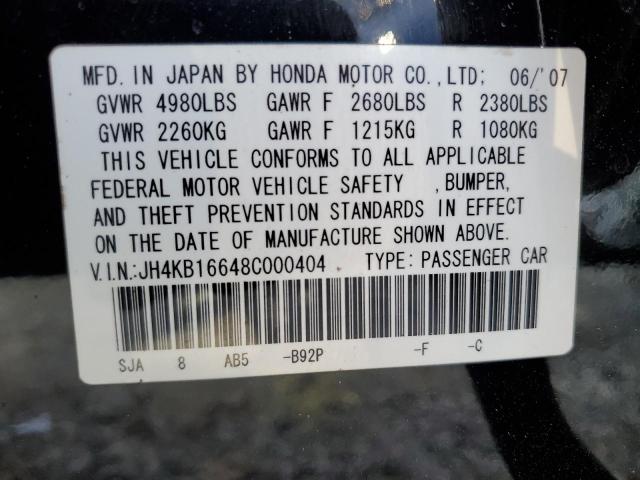 MFD. IN JAPAN BY HONDA MOTOR CO., LTD; 06/'07
GVWR 4980LBS GAWR F 2680LBS R 2380LBS
GVWR 2260KG GAWR F 1215KG R 1080KG
THIS VEHICLE CONFORMS TO ALL APPLICABLE
FEDERAL MOTOR VEHICLE SAFETY , BUMPER,
AND THEFT PREVENTION STANDARDS IN EFFECT
ON THE DATE OF MANUFACTURE SHOWN ABOVE.
V.I.N.:JH4KB16648C000404 TYPE: PASSENGER CAR
SJA 8 AB5 -B92P -F -C